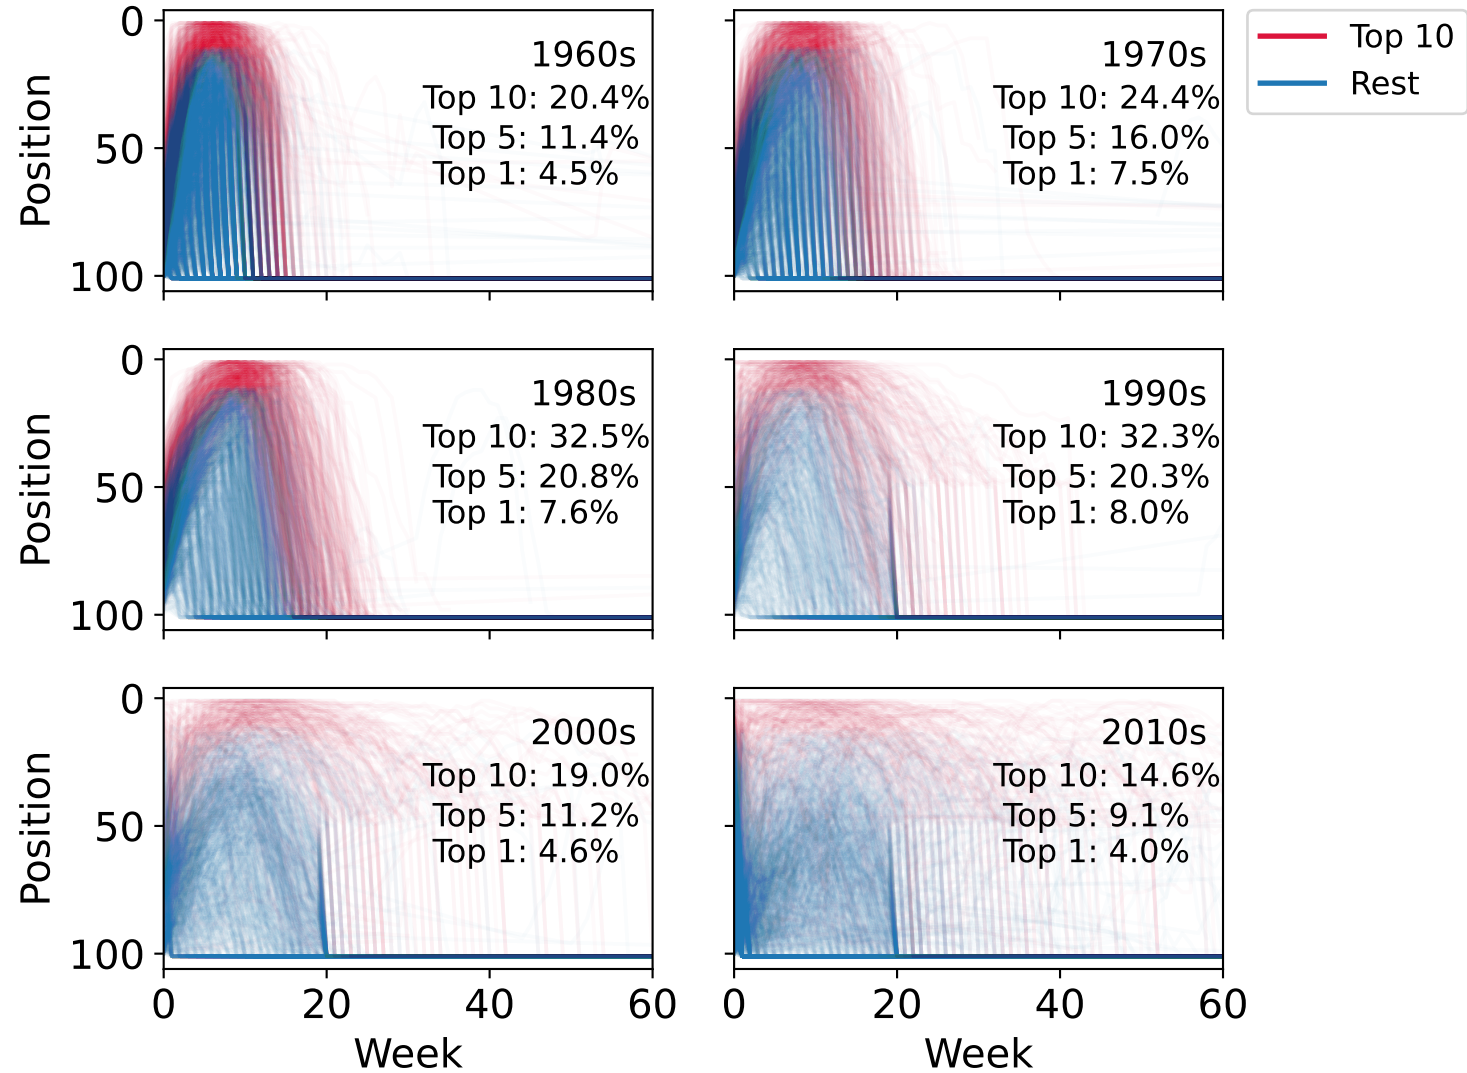 0
50
100
Position
1960s
Top 10: 20.4%
Top 5: 11.4%
Top 1: 4.5%
1970s
Top 10: 24.4%
Top 5: 16.0%
Top 1: 7.5%
Top 10
Rest
0
50
100
Position
1980s
Top 10: 32.5%
Top 5: 20.8%
Top 1: 7.6%
1990s
Top 10: 32.3%
Top 5: 20.3%
Top 1: 8.0%
0
50
100
Position
2000s
Top 10: 19.0%
Top 5: 11.2%
Top 1: 4.6%
0 20 40 60
Week
2010s
Top 10: 14.6%
Top 5: 9.1%
Top 1: 4.0%
0 20 40 60
Week